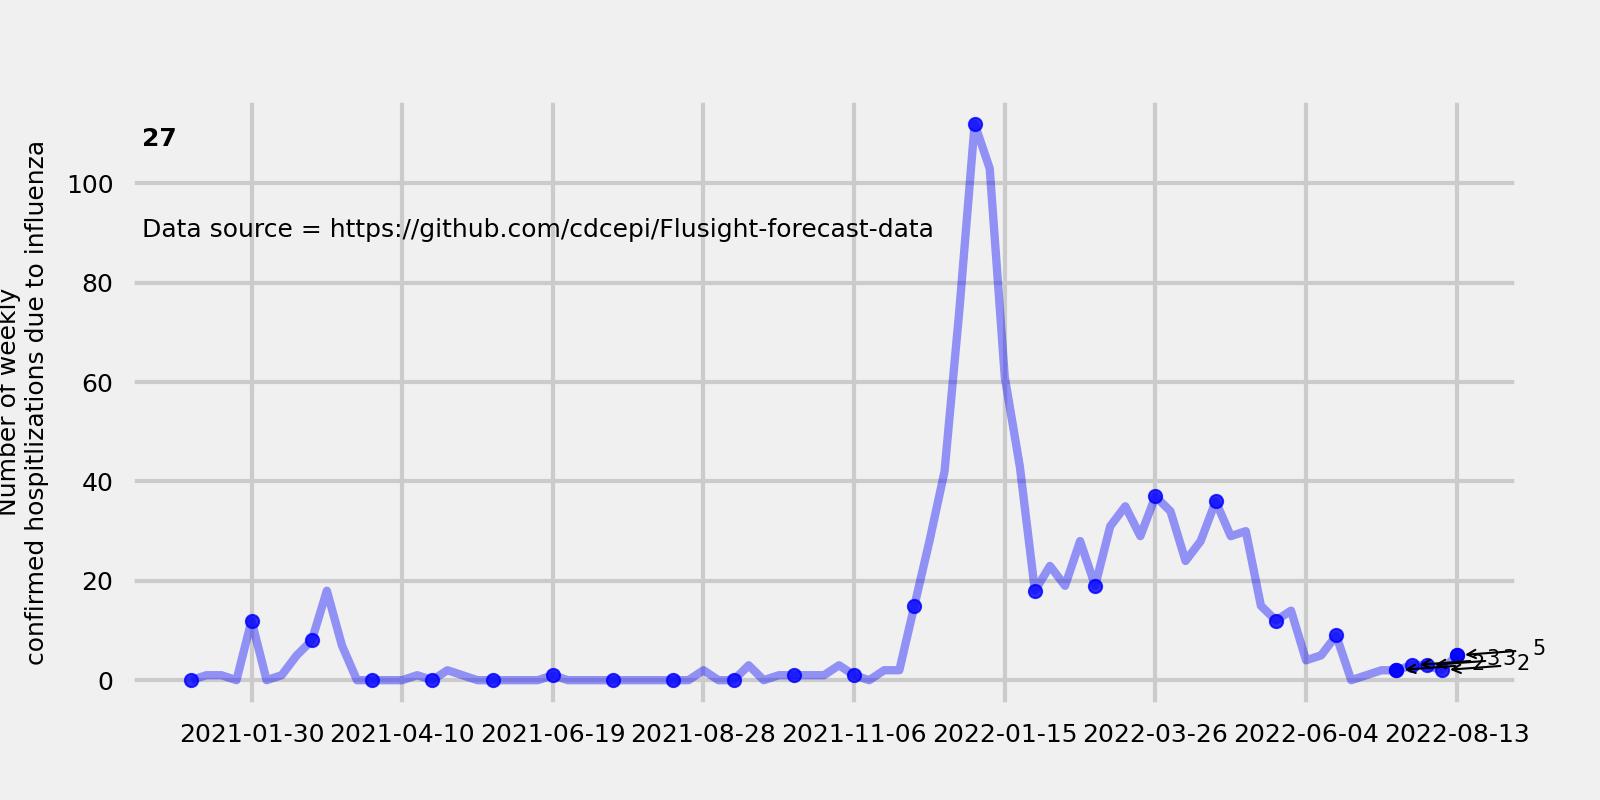 27
Data source = https://github.com/cdcepi/Flusight-forecast-data
Number of weekly
confirmed hospitlizations due to influenza
100
80
60
40
20
0
2 3 3 2 5
2021-01-30 2021-04-10 2021-06-19 2021-08-28 2021-11-06 2022-01-15 2022-03-26 2022-06-04 2022-08-13